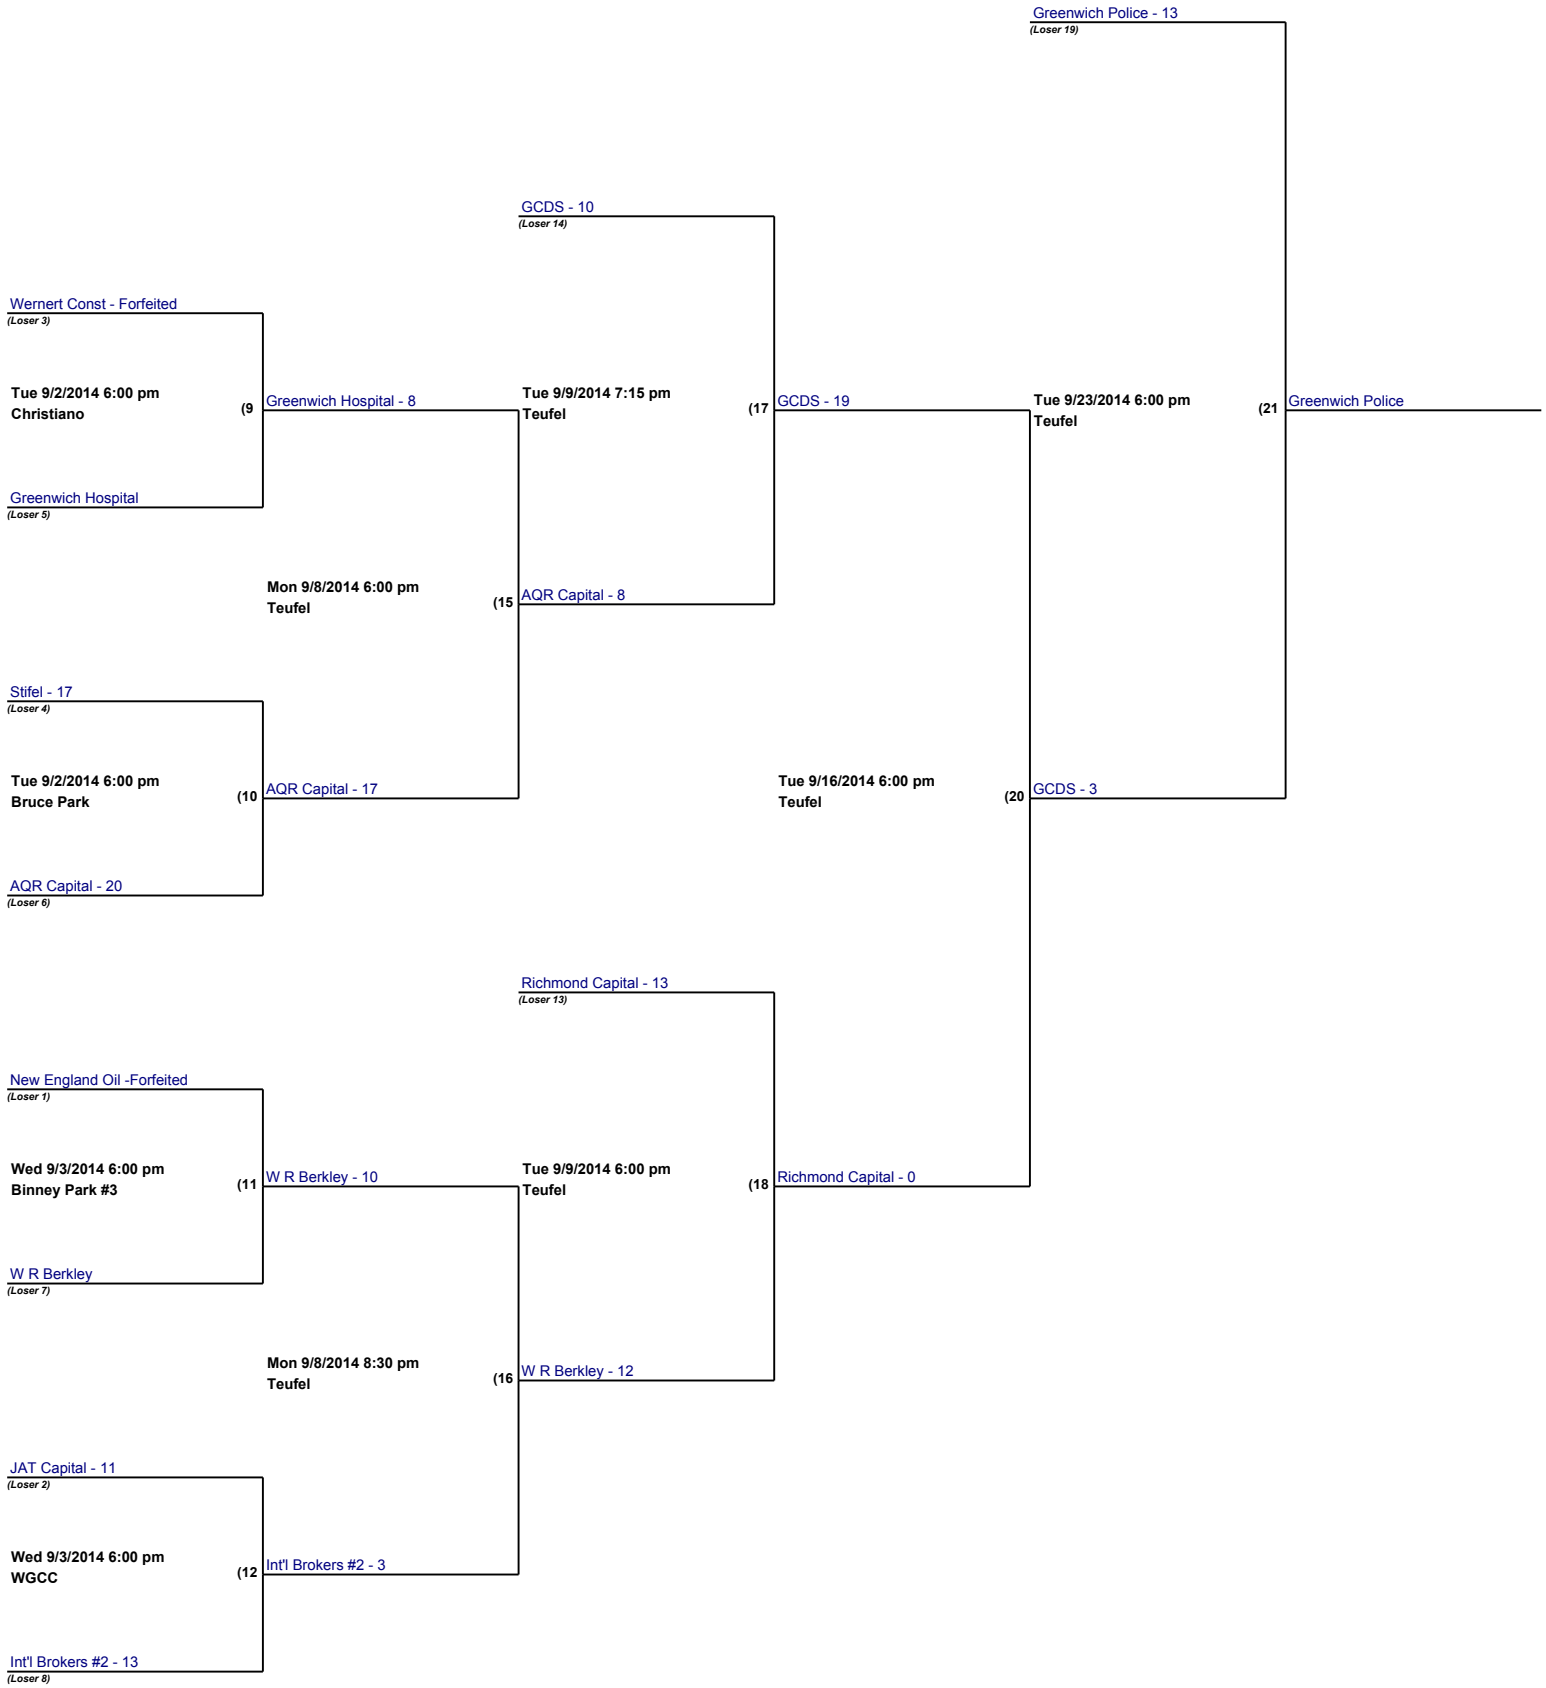 Greenwich Police - 13
(Loser 19)
GCDS - 10
(Loser 14)
Wernert Const - Forfeited
(Loser 3)
Tue 9/2/2014 6:00 pm
Christiano
(9
Greenwich Hospital - 8
Tue 9/9/2014 7:15 pm
Teufel
(17
GCDS - 19
Tue 9/23/2014 6:00 pm
Teufel
(21
Greenwich Police
Greenwich Hospital
(Loser 5)
Mon 9/8/2014 6:00 pm
Teufel
(15
AQR Capital - 8
Stifel - 17
(Loser 4)
Tue 9/2/2014 6:00 pm
Bruce Park
(10
AQR Capital - 17
Tue 9/16/2014 6:00 pm
Teufel
(20
GCDS - 3
AQR Capital - 20
(Loser 6)
Richmond Capital - 13
(Loser 13)
New England Oil -Forfeited
(Loser 1)
Wed 9/3/2014 6:00 pm
Binney Park #3
(11
W R Berkley - 10
Tue 9/9/2014 6:00 pm
Teufel
(18
Richmond Capital - 0
W R Berkley
(Loser 7)
Mon 9/8/2014 8:30 pm
Teufel
(16
W R Berkley - 12
JAT Capital - 11
(Loser 2)
Wed 9/3/2014 6:00 pm
WGCC
(12
Int'l Brokers #2 - 3
Int'l Brokers #2 - 13
(Loser 8)